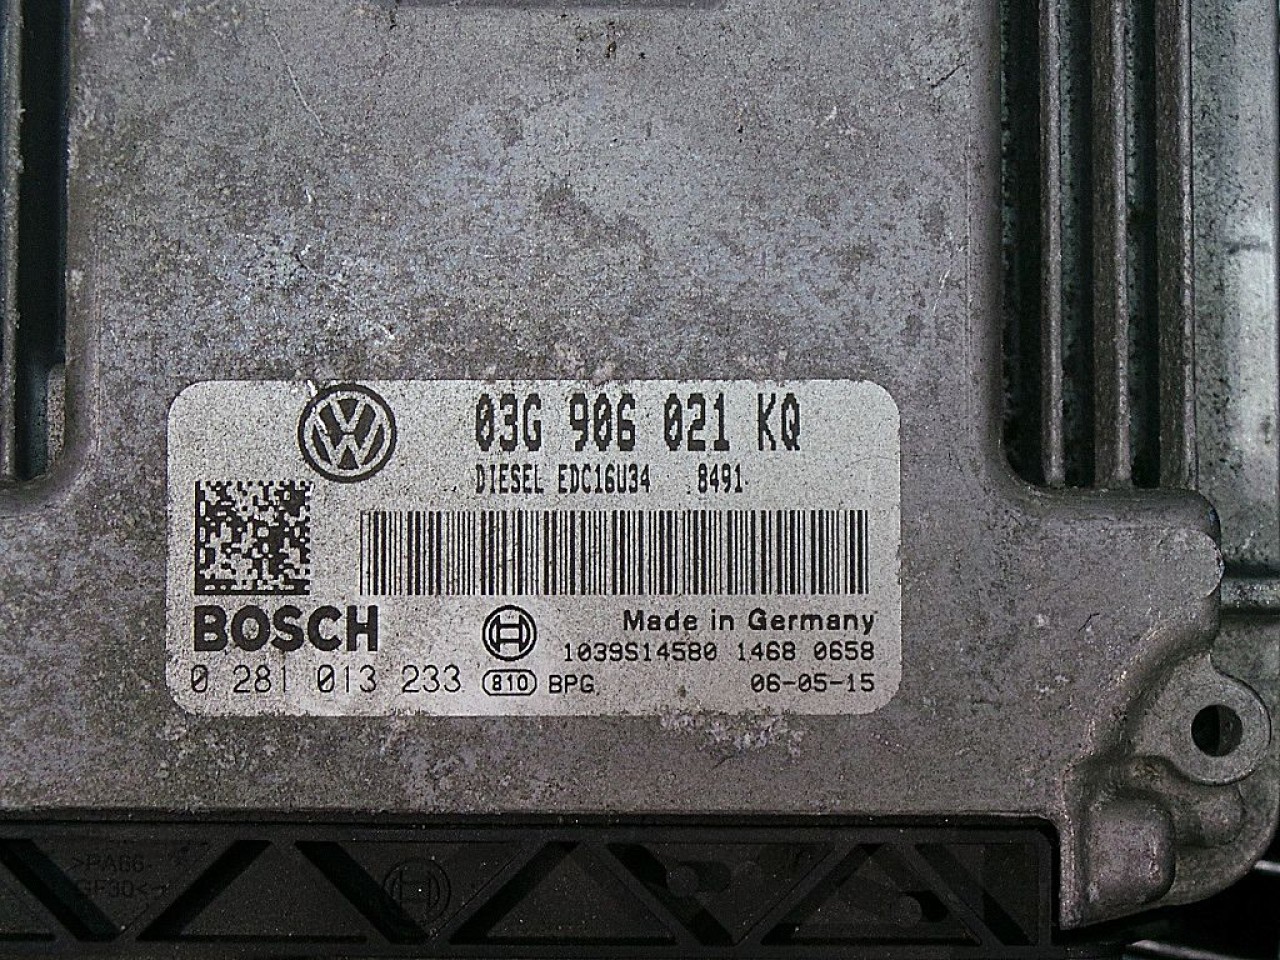 03G 906 021 KQ
DIESEL EDC16U34 8491
BOSCH
Made in Germany
1039S14580 1468 0658
0 281 013 233 810 BPG 06-05-15
>PA66-
GF30<